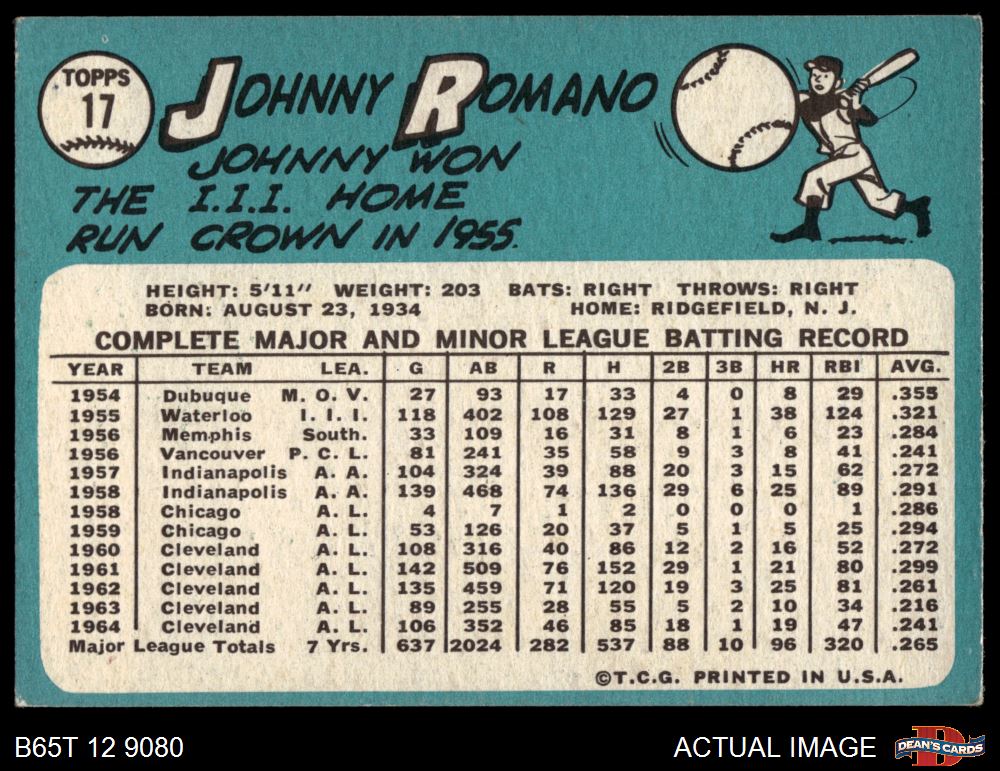 TOPPS
17
JOHNNY ROMANO
JOHNNY WON
THE I.I.I. HOME
RUN CROWN IN 1955.
HEIGHT: 5'11" WEIGHT: 203 BATS: RIGHT THROWS: RIGHT
BORN: AUGUST 23, 1934 HOME: RIDGEFIELD, N. J.
COMPLETE MAJOR AND MINOR LEAGUE BATTING RECORD
YEAR TEAM LEA. G AB R H 2B 3B HR RBI AVG.
1954 Dubuque M. O. V. 27 93 17 33 4 0 8 29 .355
1955 Waterloo I. I. I. 118 402 108 129 27 1 38 124 .321
1956 Memphis South. 33 109 16 31 8 1 6 23 .284
1956 Vancouver P. C. L. 81 241 35 58 9 3 8 41 .241
1957 Indianapolis A. A. 104 324 39 88 20 3 15 62 .272
1958 Indianapolis A. A. 139 468 74 136 29 6 25 89 .291
1958 Chicago A. L. 4 7 1 2 0 0 0 1 .286
1959 Chicago A. L. 53 126 20 37 5 1 5 25 .294
1960 Cleveland A. L. 108 316 40 86 12 2 16 52 .272
1961 Cleveland A. L. 142 509 76 152 29 1 21 80 .299
1962 Cleveland A. L. 135 459 71 120 19 3 25 81 .261
1963 Cleveland A. L. 89 255 28 55 5 2 10 34 .216
1964 Cleveland A. L. 106 352 46 85 18 1 19 47 .241
Major League Totals 7 Yrs. 637 2024 282 537 88 10 96 320 .265
©T.C.G. PRINTED IN U.S.A.
B65T 12 9080 ACTUAL IMAGE DEAN'S CARDS